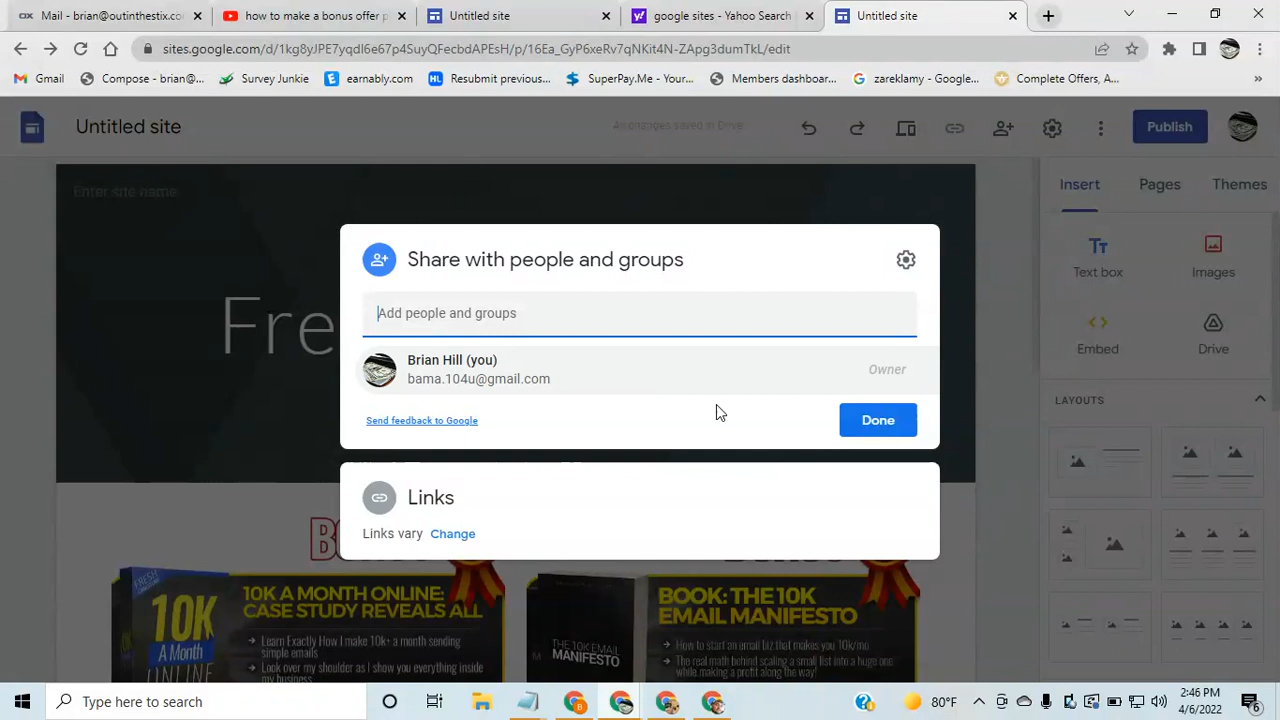 Mail - brian@outinthestix.com
how to make a bonus offer p
Untitled site
google sites - Yahoo Search
Untitled site
sites.google.com/d/1kg8yJPE7yqdl6e67p4SuyQFecbdAPEsH/p/16Ea_GyP6xeRv7qNKit4N-ZApg3dumTkL/edit
Gmail
Compose - brian@...
Survey Junkie
earnably.com
Resubmit previous...
SuperPay.Me - Your...
Members dashboar...
zareklamy - Google...
Complete Offers, A...
Untitled site
All changes saved in Drive
Publish
Enter site name
Insert
Pages
Themes
Fre
Share with people and groups
Add people and groups
Brian Hill (you)
bama.104u@gmail.com
Owner
Send feedback to Google
Done
Links
Links vary Change
Text box
Images
Embed
Drive
LAYOUTS
FRESH
10K
A Month
ONLINE
10K A MONTH ONLINE:
CASE STUDY REVEALS ALL
Learn Exactly How I make 10k+ a month sending
simple emails
Look over my shoulder as I show you everything inside
my business
THE 10K EMAIL
MANIFESTO
BOOK: THE 10K
EMAIL MANIFESTO
How to start an email biz that makes you 10k/mo
The real math behind scaling a small list into a huge one
while making a profit along the way!
Type here to search
80°F
2:46 PM
4/6/2022
6